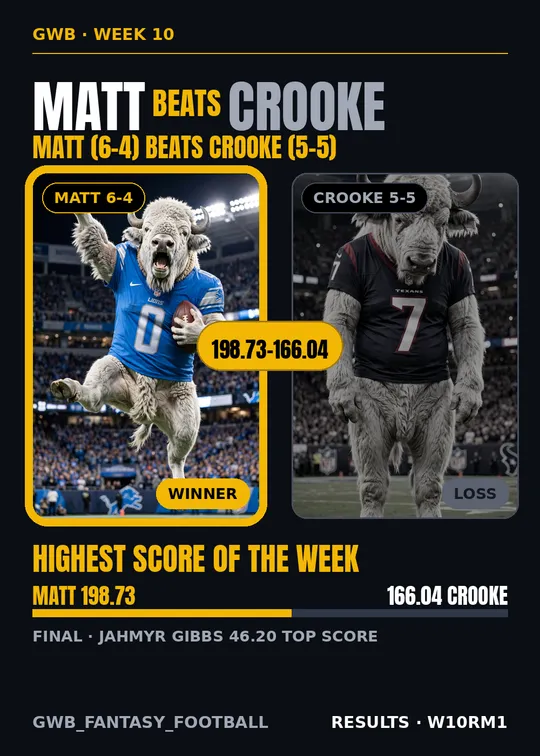 GWB · WEEK 10
MATT BEATS CROOKE
MATT (6-4) BEATS CROOKE (5-5)
MATT 6-4
CROOKE 5-5
LIONS
0
TEXANS
7
7
198.73-166.04
WINNER
LOSS
HIGHEST SCORE OF THE WEEK
MATT 198.73
166.04 CROOKE
FINAL · JAHMYR GIBBS 46.20 TOP SCORE
GWB_FANTASY_FOOTBALL
RESULTS · W10RM1